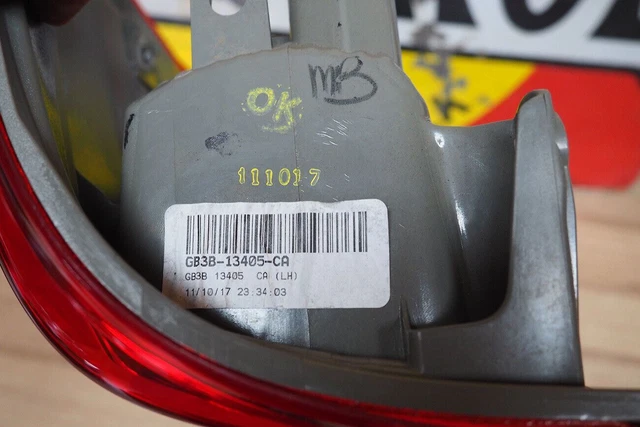 MB
OK
111017
GB3B-13405-CA
GB3B 13405 CA (LH)
11/10/17 23:34:03